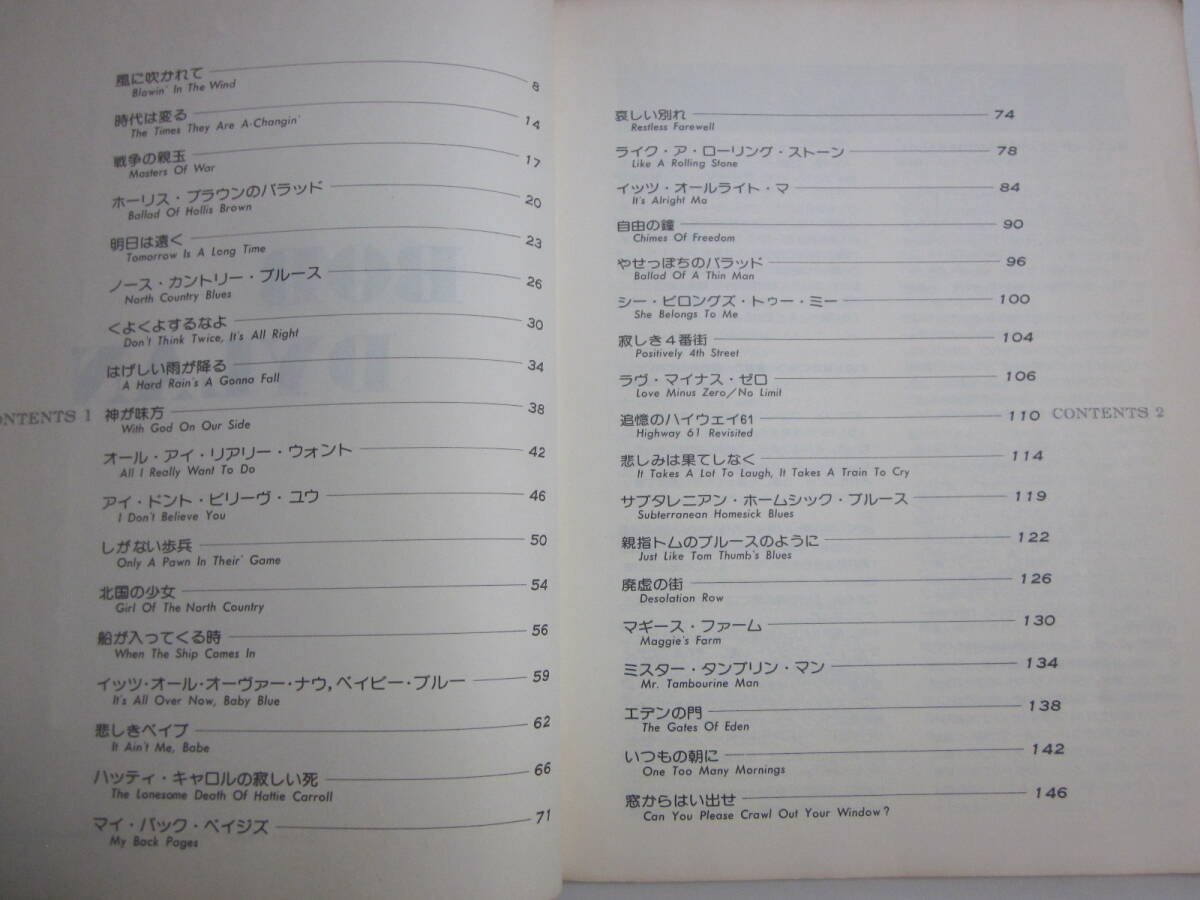 風に吹かれて 8
Blowin' In The Wind
時代は変る 14
The Times They Are A-Changin'
戦争の親玉 17
Masters Of War
ホーリス・ブラウンのバラッド 20
Ballad Of Hollis Brown
明日は遠く 23
Tomorrow Is A Long Time
ノース・カントリー・ブルース 26
North Country Blues
くよくよするなよ 30
Don't Think Twice, It's All Right
はげしい雨が降る 34
A Hard Rain's A Gonna Fall
神が味方 38
With God On Our Side
オール・アイ・リアリー・ウォント 42
All I Really Want To Do
アイ・ドント・ビリーヴ・ユウ 46
I Don't Believe You
しがない歩兵 50
Only A Pawn In Their' Game
北国の少女 54
Girl Of The North Country
船が入ってくる時 56
When The Ship Comes In
イッツ・オール・オーヴァー・ナウ,ベイビー・ブルー 59
It's All Over Now, Baby Blue
悲しきベイブ 62
It Ain't Me, Babe
ハッティ・キャロルの寂しい死 66
The Lonesome Death Of Hattie Carroll
マイ・バック・ペイジズ 71
My Back Pages
ONTENTS 1
哀しい別れ 74
Restless Farewell
ライク・ア・ローリング・ストーン 78
Like A Rolling Stone
イッツ・オールライト・マ 84
It's Alright Ma
自由の鐘 90
Chimes Of Freedom
やせっぽちのバラッド 96
Ballad Of A Thin Man
シー・ビロングズ・トゥー・ミー 100
She Belongs To Me
寂しき4番街 104
Positively 4th Street
ラヴ・マイナス・ゼロ 106
Love Minus Zero/No Limit
追憶のハイウェイ61 110
Highway 61 Revisited
悲しみは果てしなく 114
It Takes A Lot To Laugh, It Takes A Train To Cry
サブタレニアン・ホームシック・ブルース 119
Subterranean Homesick Blues
親指トムのブルースのように 122
Just Like Tom Thumb's Blues
廃虚の街 126
Desolation Row
マギース・ファーム 130
Maggie's Farm
ミスター・タンブリン・マン 134
Mr. Tambourine Man
エデンの門 138
The Gates Of Eden
いつもの朝に 142
One Too Many Mornings
窓からはい出せ 146
Can You Please Crawl Out Your Window?
CONTENTS 2